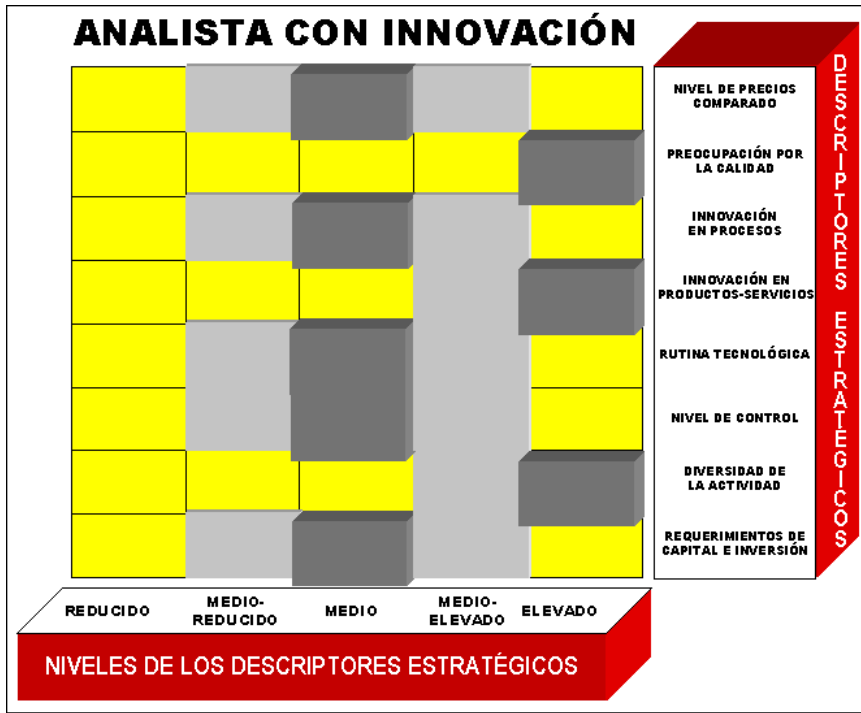 ANALISTA CON INNOVACIÓN
NIVEL DE PRECIOS
COMPARADO
PREOCUPACIÓN POR
LA CALIDAD
INNOVACIÓN
EN PROCESOS
INNOVACIÓN EN
PRODUCTOS-SERVICIOS
RUTINA TECNOLÓGICA
NIVEL DE CONTROL
DIVERSIDAD DE
LA ACTIVIDAD
REQUERIMIENTOS DE
CAPITAL E INVERSIÓN
DESCRIPTORES ESTRATEGICOS
REDUCIDO
MEDIO-
REDUCIDO
MEDIO
MEDIO-
ELEVADO
ELEVADO
NIVELES DE LOS DESCRIPTORES ESTRATÉGICOS